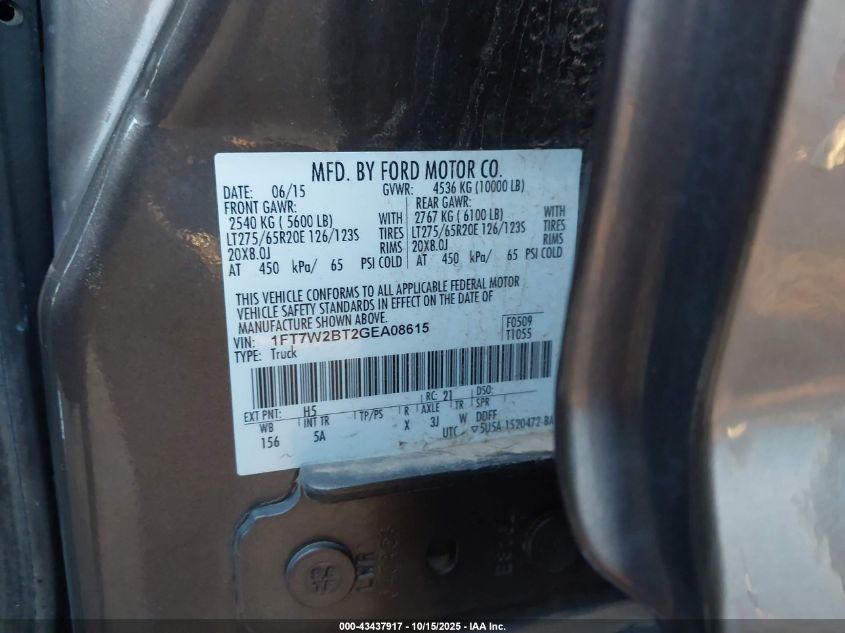 MFD. BY FORD MOTOR CO.
DATE: 06/15 GVWR: 4536 KG (10000 LB)
FRONT GAWR: REAR GAWR:
2540 KG ( 5600 LB) WITH 2767 KG ( 6100 LB) WITH
LT275/65R20E 126/123S TIRES LT275/65R20E 126/123S TIRES
20X8.0J RIMS 20X8.0J RIMS
AT 450 kPa/ 65 PSI COLD AT 450 kPa/ 65 PSI COLD
THIS VEHICLE CONFORMS TO ALL APPLICABLE FEDERAL MOTOR
VEHICLE SAFETY STANDARDS IN EFFECT ON THE DATE OF
MANUFACTURE SHOWN ABOVE.
VIN: 1FT7W2BT2GEA08615 F0509
TYPE: Truck T1055
EXT PNT: H5 RC: 21 DSO:
WB INT TR TP/PS R AXLE TR SPR
156 5A X 3J W DDFF
UTC ▽5U5A 1520472-BA
LWR
000-43437917 - 10/15/2025 - IAA Inc.